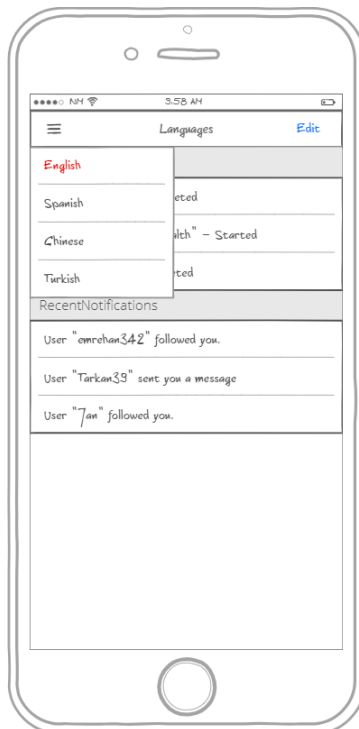 NM 3:58 AM
Languages Edit
English
Spanish
Chinese
Turkish
eted
alth" - Started
ted
RecentNotifications
User "emrehan342" followed you.
User "Tarkan39" sent you a message
User "7an" followed you.